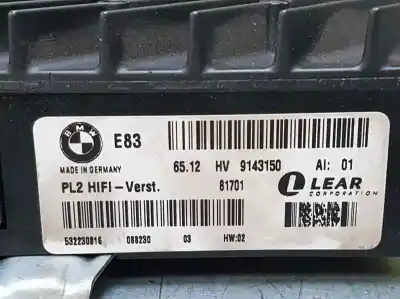 BMW
E83
MADE IN GERMANY
65.12 HV 9143150 AI: 01
PL2 HIFI-Verst. 81701
LEAR
CORPORATION
532230816 088230 03 HW:02